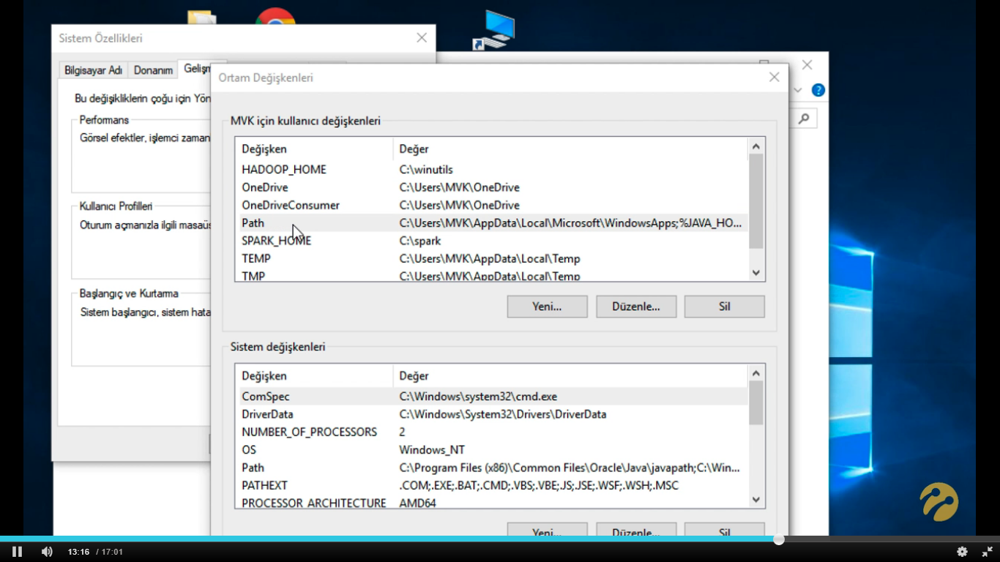 Sistem Özellikleri
Bilgisayar Adı Donanım Gelişm
Bu değişikliklerin çoğu için Yön
Performans
Görsel efektler, işlemci zaman
Kullanıcı Profilleri
Oturum açmanızla ilgili masaüs
Başlangıç ve Kurtarma
Sistem başlangıcı, sistem hata
Ortam Değişkenleri
MVK için kullanıcı değişkenleri
Değişken Değer
HADOOP_HOME C:\winutils
OneDrive C:\Users\MVK\OneDrive
OneDriveConsumer C:\Users\MVK\OneDrive
Path C:\Users\MVK\AppData\Local\Microsoft\WindowsApps;%JAVA_HO...
SPARK_HOME C:\spark
TEMP C:\Users\MVK\AppData\Local\Temp
TMP C:\Users\MVK\AppData\Local\Temp
Yeni... Düzenle... Sil
Sistem değişkenleri
Değişken Değer
ComSpec C:\Windows\system32\cmd.exe
DriverData C:\Windows\System32\Drivers\DriverData
NUMBER_OF_PROCESSORS 2
OS Windows_NT
Path C:\Program Files (x86)\Common Files\Oracle\Java\javapath;C:\Win...
PATHEXT .COM;.EXE;.BAT;.CMD;.VBS;.VBE;.JS;.JSE;.WSF;.WSH;.MSC
PROCESSOR_ARCHITECTURE AMD64
Yeni... Düzenle... Sil
?
13:16 / 17:01